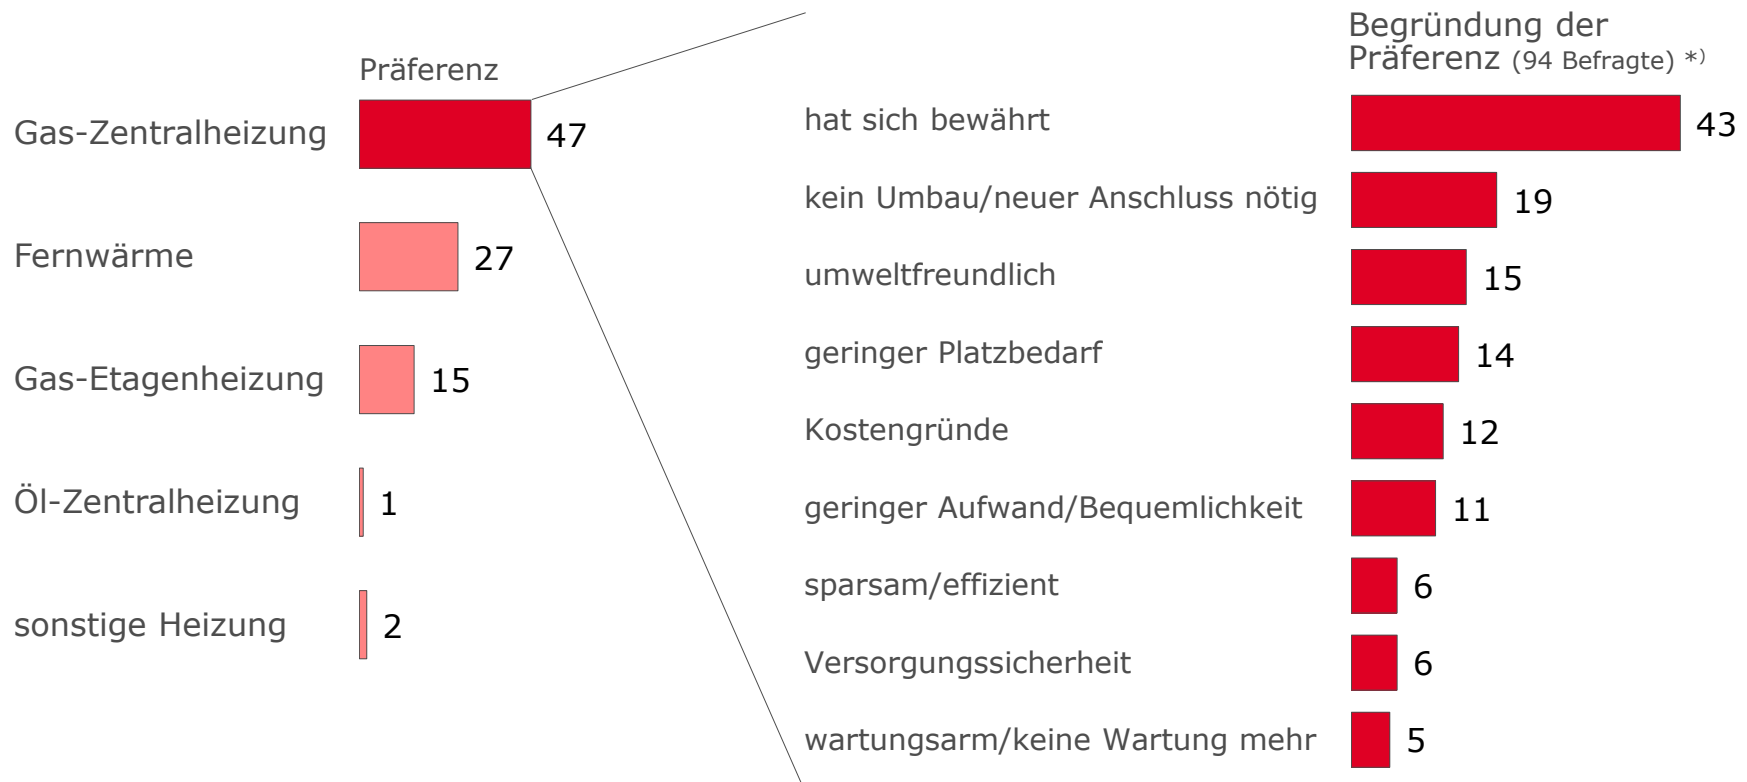 Präferenz
Gas-Zentralheizung 47
Fernwärme 27
Gas-Etagenheizung 15
Öl-Zentralheizung 1
sonstige Heizung 2
Begründung der
Präferenz (94 Befragte) *)
hat sich bewährt 43
kein Umbau/neuer Anschluss nötig 19
umweltfreundlich 15
geringer Platzbedarf 14
Kostengründe 12
geringer Aufwand/Bequemlichkeit 11
sparsam/effizient 6
Versorgungssicherheit 6
wartungsarm/keine Wartung mehr 5